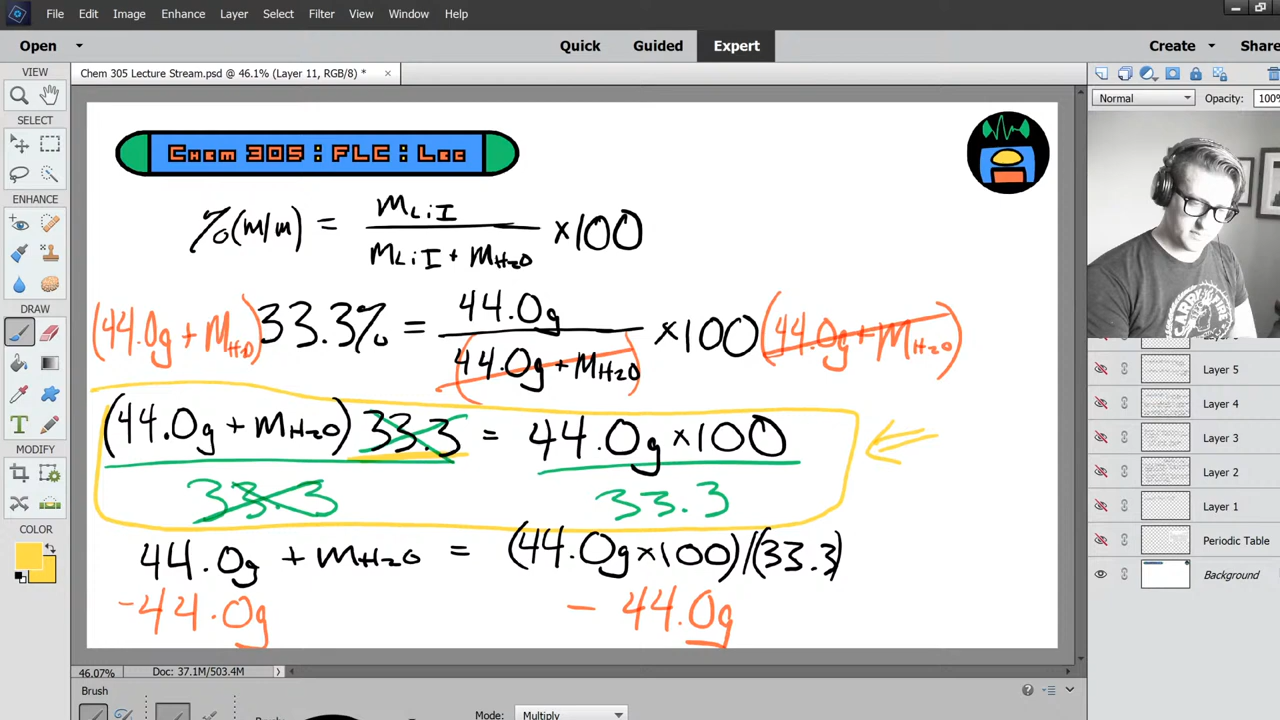 File Edit Image Enhance Layer Select Filter View Window Help
Open Quick Guided Expert Create Share
Chem 305 Lecture Stream.psd @ 46.1% (Layer 11, RGB/8) * ×
VIEW
SELECT
ENHANCE
DRAW
MODIFY
COLOR
Normal Opacity: 100%
Chem 305 : FLC : Lec
%(m/m) = mLiI / (mLiI + mH2O) ×100
(44.0g + mH2O) 33.3% = 44.0g / (44.0g + mH2O) ×100 (44.0g + mH2O)
(44.0g + mH2O) 33.3 = 44.0g×100
33.3 33.3
44.0g + mH2O = (44.0g×100)/(33.3)
-44.0g - 44.0g
Layer 5
Layer 4
Layer 3
Layer 2
Layer 1
Periodic Table
Background
46.07% Doc: 37.1M/503.4M
Brush
Mode: Multiply